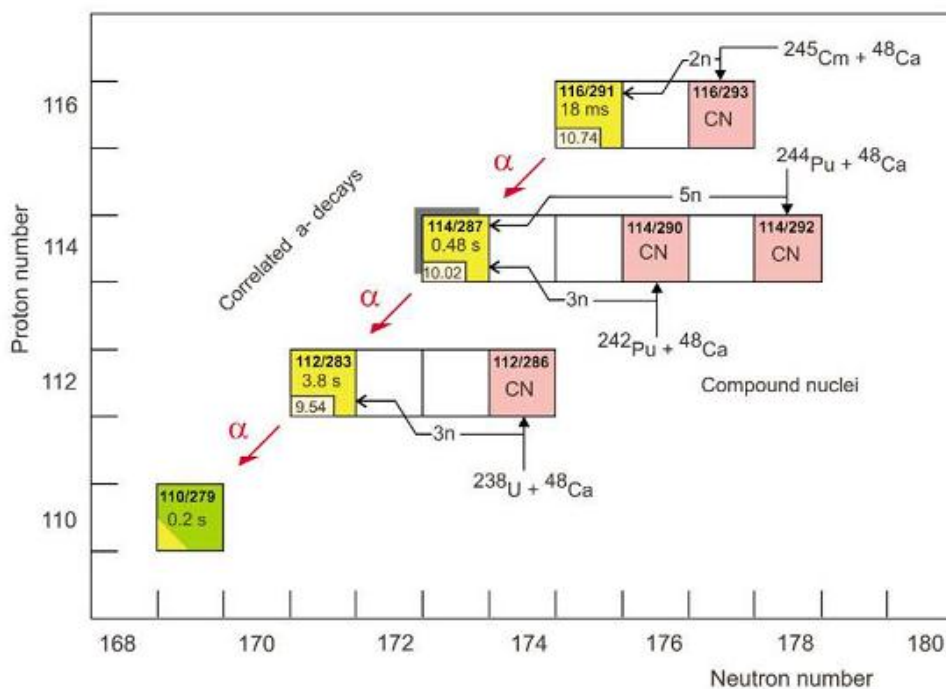 245Cm + 48Ca
2n
116
116/291
18 ms
10.74
116/293
CN
α
244Pu + 48Ca
5n
Correlated a- decays
Proton number
114
114/287
0.48 s
10.02
114/290
CN
114/292
CN
3n
α
242Pu + 48Ca
112
112/283
3.8 s
9.54
112/286
CN
Compound nuclei
α
3n
238U + 48Ca
110
110/279
0.2 s
168 170 172 174 176 178 180
Neutron number